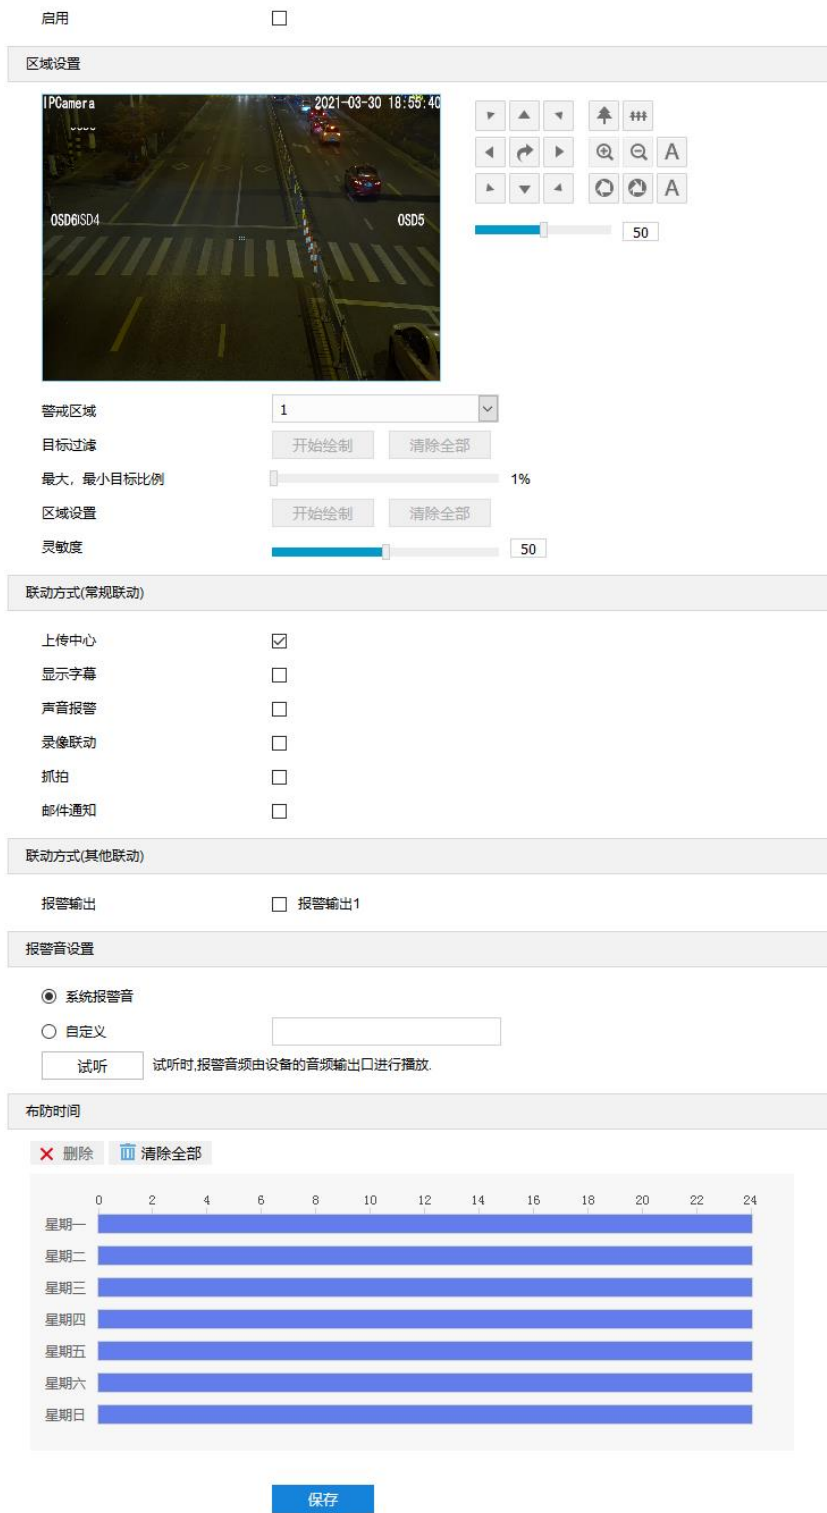 启用
区域设置
IPCamera 2021-03-30 18:55:40
OSD5
A
A
50
警戒区域 1
目标过滤 开始绘制 清除全部
最大，最小目标比例 1%
区域设置 开始绘制 清除全部
灵敏度 50
联动方式(常规联动)
上传中心
显示字幕
声音报警
录像联动
抓拍
邮件通知
联动方式(其他联动)
报警输出 报警输出1
报警音设置
系统报警音
自定义
试听 试听时,报警音频由设备的音频输出口进行播放.
布防时间
删除 清除全部
0 2 4 6 8 10 12 14 16 18 20 22 24
星期一
星期二
星期三
星期四
星期五
星期六
星期日
保存